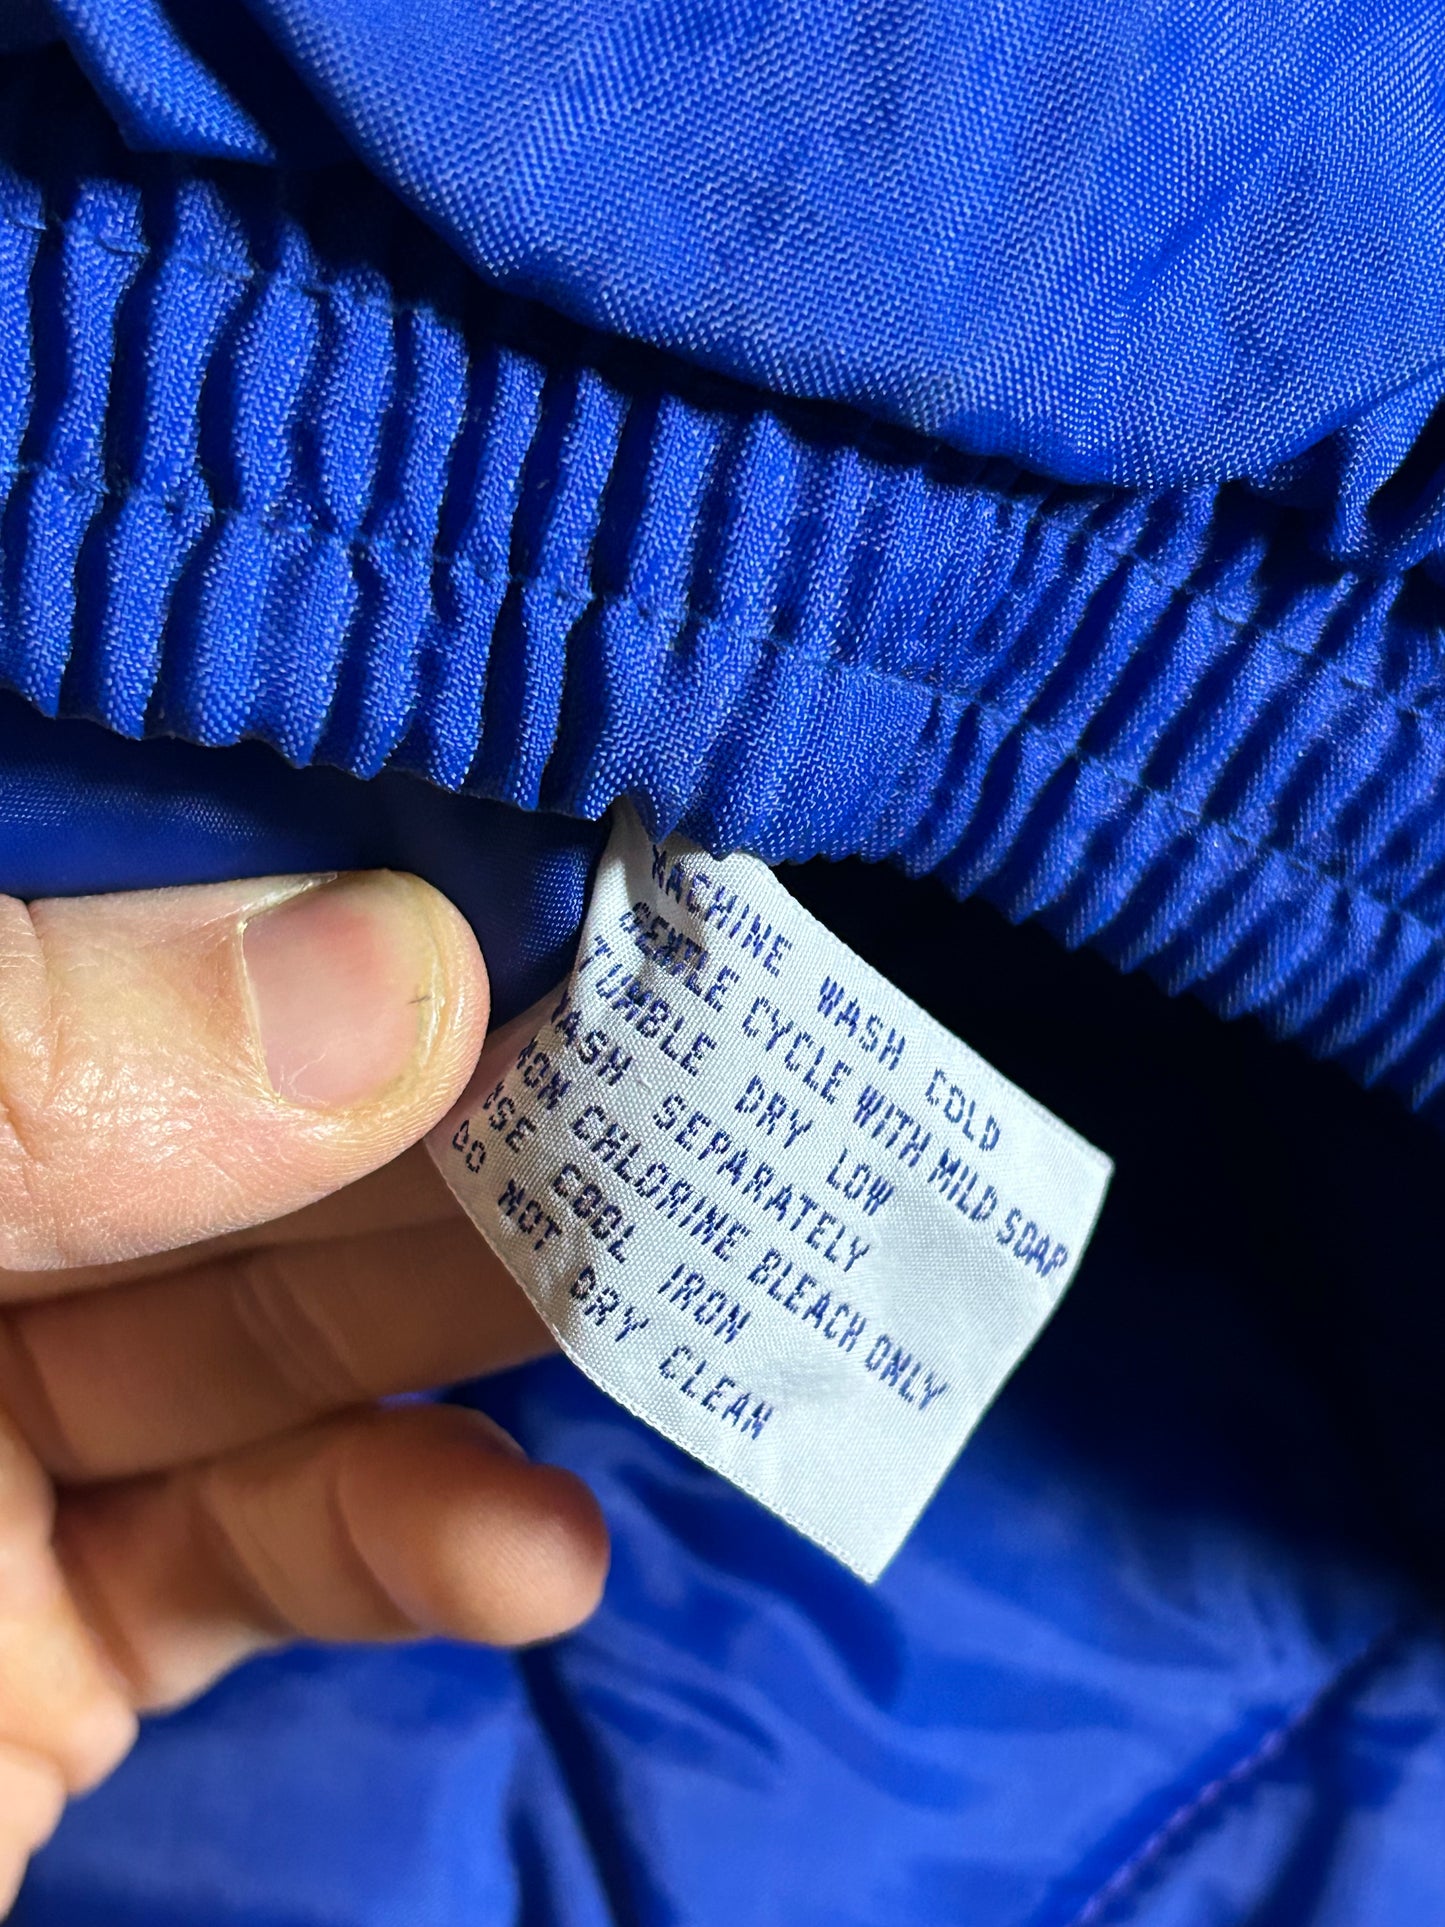 MACHINE WASH COLD
GENTLE CYCLE WITH MILD SOAP
TUMBLE DRY LOW
WASH SEPARATELY
NON CHLORINE BLEACH ONLY
USE COOL IRON
DO NOT DRY CLEAN